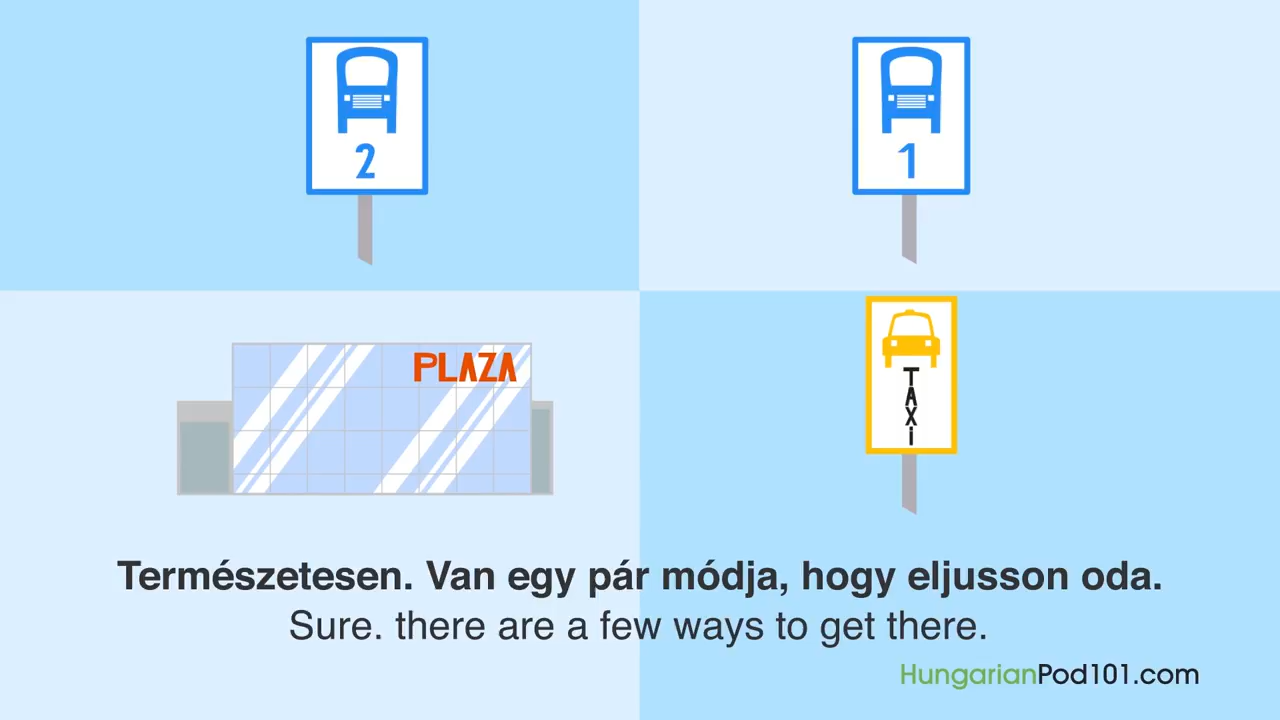 2
1
PLAZA
TAXi
Természetesen. Van egy pár módja, hogy eljusson oda.
Sure. there are a few ways to get there.
HungarianPod101.com